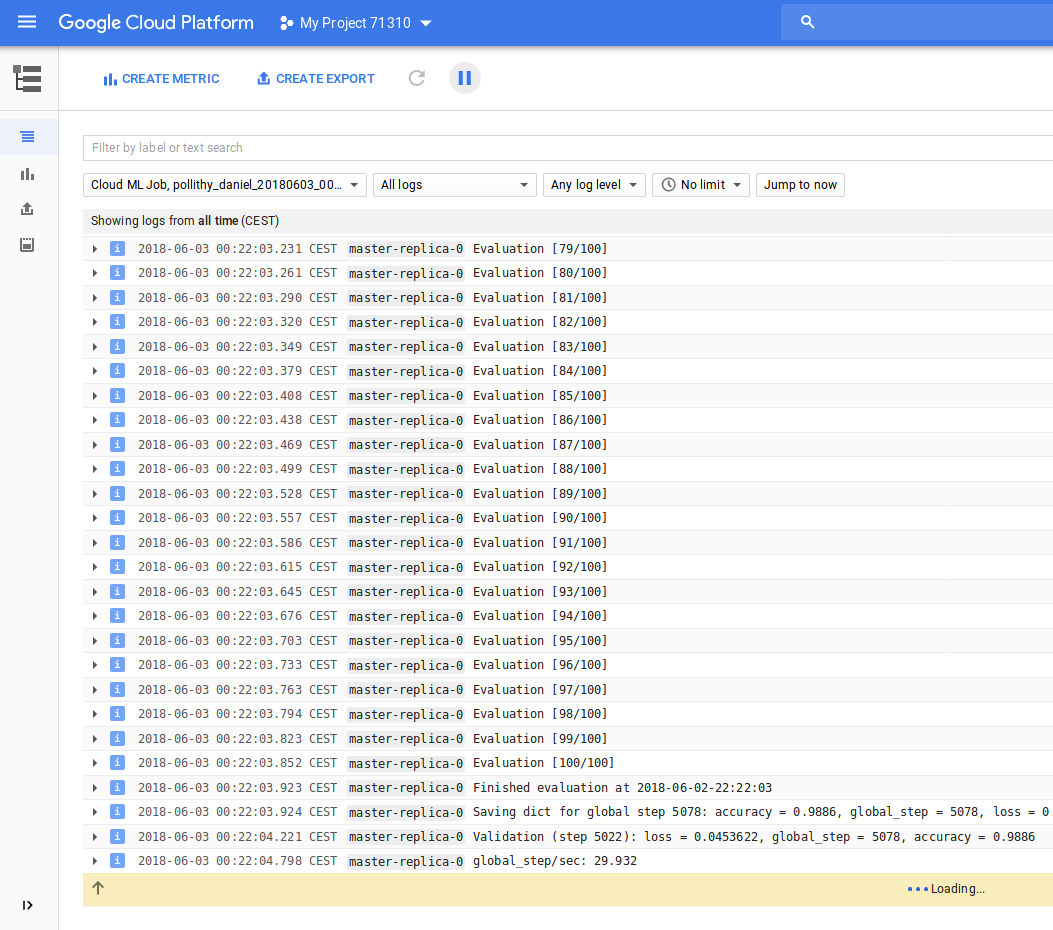 Google Cloud Platform My Project 71310
CREATE METRIC CREATE EXPORT
Filter by label or text search
Cloud ML Job, pollithy_daniel_20180603_00... All logs Any log level No limit Jump to now
Showing logs from all time (CEST)
i 2018-06-03 00:22:03.231 CEST master-replica-0 Evaluation [79/100]
i 2018-06-03 00:22:03.261 CEST master-replica-0 Evaluation [80/100]
i 2018-06-03 00:22:03.290 CEST master-replica-0 Evaluation [81/100]
i 2018-06-03 00:22:03.320 CEST master-replica-0 Evaluation [82/100]
i 2018-06-03 00:22:03.349 CEST master-replica-0 Evaluation [83/100]
i 2018-06-03 00:22:03.379 CEST master-replica-0 Evaluation [84/100]
i 2018-06-03 00:22:03.408 CEST master-replica-0 Evaluation [85/100]
i 2018-06-03 00:22:03.438 CEST master-replica-0 Evaluation [86/100]
i 2018-06-03 00:22:03.469 CEST master-replica-0 Evaluation [87/100]
i 2018-06-03 00:22:03.499 CEST master-replica-0 Evaluation [88/100]
i 2018-06-03 00:22:03.528 CEST master-replica-0 Evaluation [89/100]
i 2018-06-03 00:22:03.557 CEST master-replica-0 Evaluation [90/100]
i 2018-06-03 00:22:03.586 CEST master-replica-0 Evaluation [91/100]
i 2018-06-03 00:22:03.615 CEST master-replica-0 Evaluation [92/100]
i 2018-06-03 00:22:03.645 CEST master-replica-0 Evaluation [93/100]
i 2018-06-03 00:22:03.676 CEST master-replica-0 Evaluation [94/100]
i 2018-06-03 00:22:03.703 CEST master-replica-0 Evaluation [95/100]
i 2018-06-03 00:22:03.733 CEST master-replica-0 Evaluation [96/100]
i 2018-06-03 00:22:03.763 CEST master-replica-0 Evaluation [97/100]
i 2018-06-03 00:22:03.794 CEST master-replica-0 Evaluation [98/100]
i 2018-06-03 00:22:03.823 CEST master-replica-0 Evaluation [99/100]
i 2018-06-03 00:22:03.852 CEST master-replica-0 Evaluation [100/100]
i 2018-06-03 00:22:03.923 CEST master-replica-0 Finished evaluation at 2018-06-02-22:22:03
i 2018-06-03 00:22:03.924 CEST master-replica-0 Saving dict for global step 5078: accuracy = 0.9886, global_step = 5078, loss = 0
i 2018-06-03 00:22:04.221 CEST master-replica-0 Validation (step 5022): loss = 0.0453622, global_step = 5078, accuracy = 0.9886
i 2018-06-03 00:22:04.798 CEST master-replica-0 global_step/sec: 29.932
Loading...